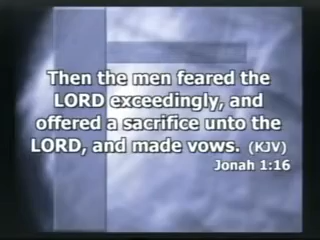 Then the men feared the
LORD exceedingly, and
offered a sacrifice unto the
LORD, and made vows. (KJV)
Jonah 1:16